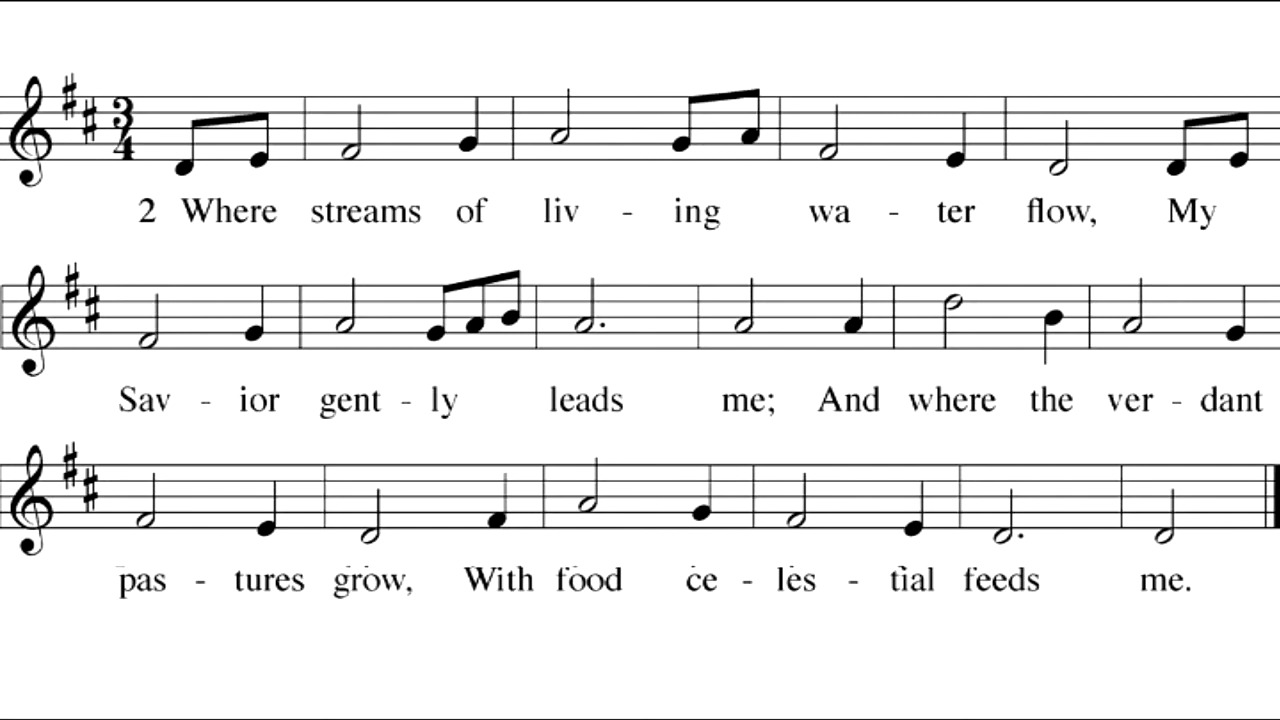 2 Where streams of liv - ing wa - ter flow, My
Sav - ior gent - ly leads me; And where the ver - dant
pas - tures grow, With food ce - les - tial feeds me.